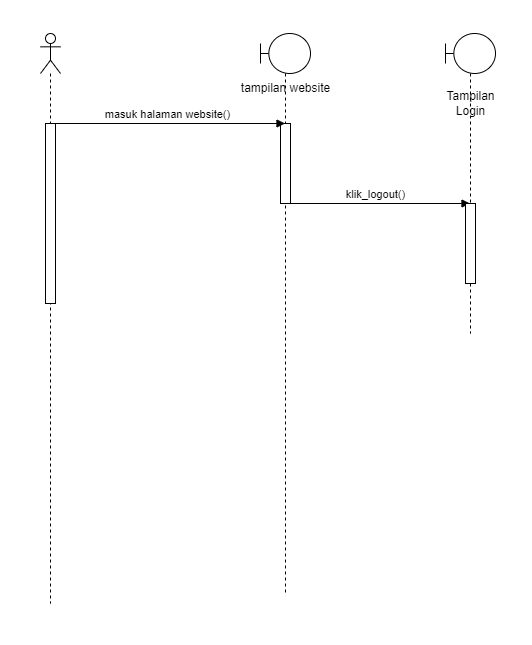 tampilan website
Tampilan
Login
masuk halaman website()
klik_logout()